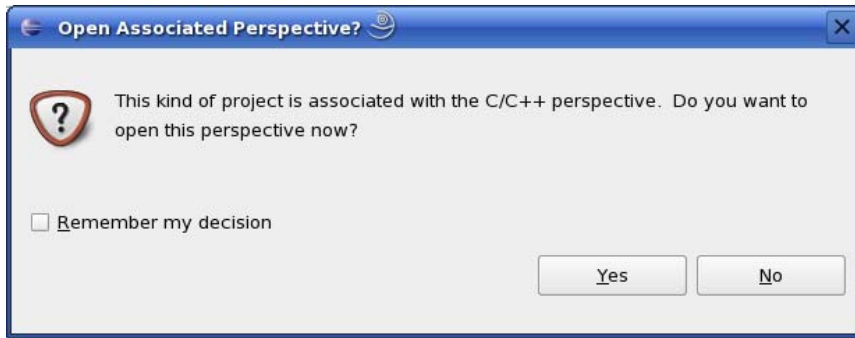 Open Associated Perspective?
This kind of project is associated with the C/C++ perspective. Do you want to
open this perspective now?
Remember my decision
Yes
No